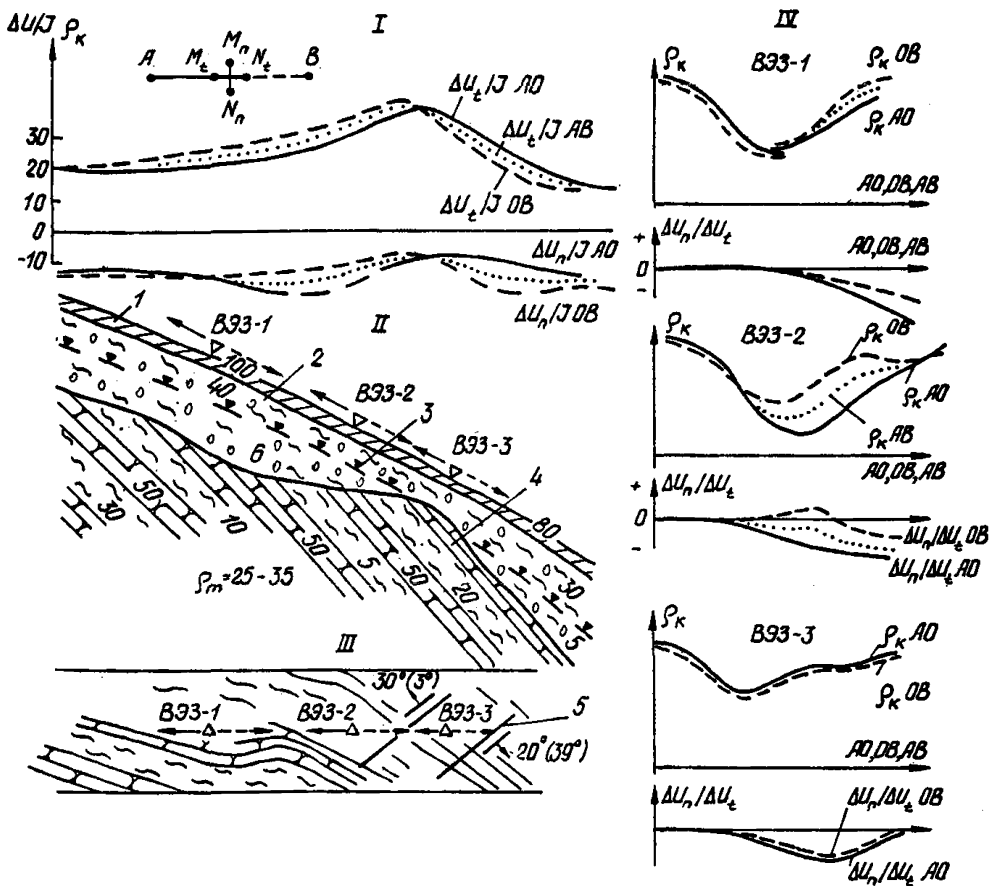 ΔU/J ρк
I
A Mt Mn Nt B
Nn
30
20
10
0
-10
ΔUt/J AO
ΔUt/J AB
ΔUt/J OB
ΔUn/J AO
ΔUn/J OB
II
1
ВЭЗ-1
2
100
40
ВЭЗ-2
3
ВЭЗ-3
4
6
50
30
10
50
5
50
20
80
30
5
ρm=25-35
III
30°(3°)
5
ВЭЗ-1
ВЭЗ-2
ВЭЗ-3
20°(39°)
IV
ρк
ВЭЗ-1
ρк OB
ρк AO
AO,OB,AB
+
ΔUn/ΔUt
AO,OB,AB
0
-
ρк
ВЭЗ-2
ρк OB
ρк AO
ρк AB
AO,OB,AB
+
ΔUn/ΔUt
0
-
ΔUn/ΔUt OB
ΔUn/ΔUt AO
ρк
ВЭЗ-3
ρк AO
ρк OB
AO,OB,AB
ΔUn/ΔUt
ΔUn/ΔUt OB
ΔUn/ΔUt AO